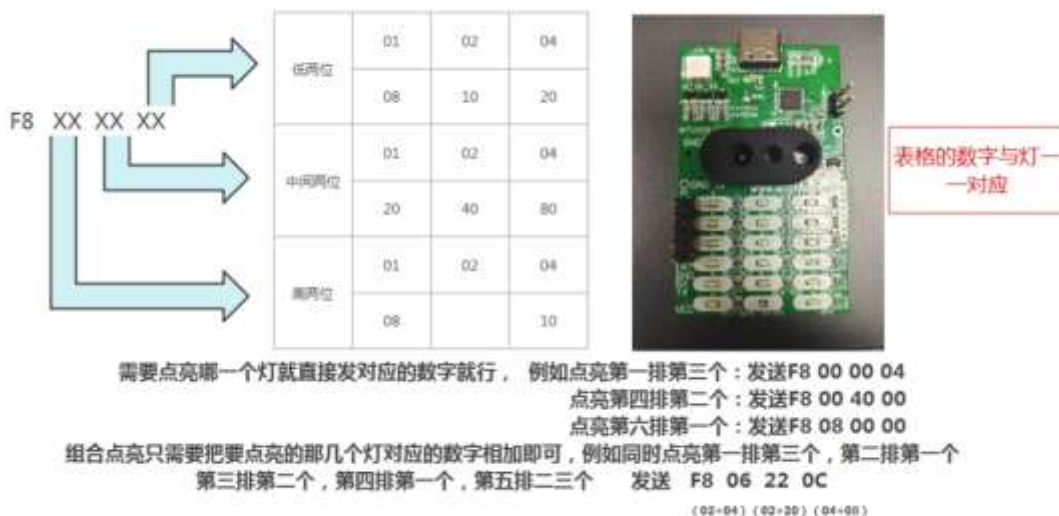 01 02 04
低两位
08 10 20
F8 XX XX XX
01 02 04
中间两位
20 40 80
01 02 04
高两位
08 10
表格的数字与灯一
一对应
需要点亮哪一个灯就直接发对应的数字就行， 例如点亮第一排第三个：发送F8 00 00 04
点亮第四排第二个：发送F8 00 40 00
点亮第六排第一个：发送F8 08 00 00
组合点亮只需要把要点亮的那几个灯对应的数字相加即可，例如同时点亮第一排第三个，第二排第一个
第三排第二个，第四排第一个，第五排二三个 发送 F8 06 22 0C
(02+04) (02+20) (04+08)